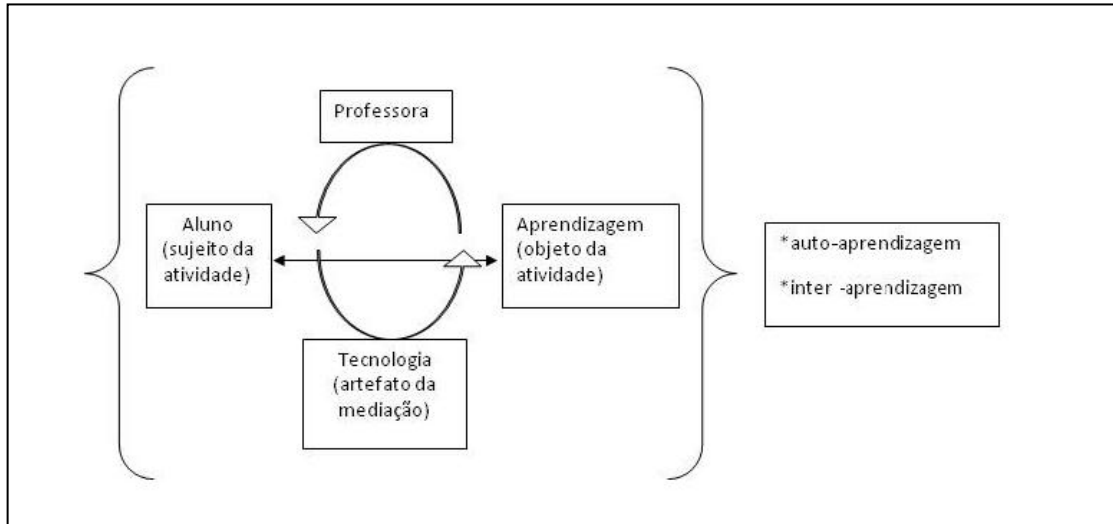 Professora
Aluno
(sujeito da
atividade)
Aprendizagem
(objeto da
atividade)
Tecnologia
(artefato da
mediação)
*auto-aprendizagem
*inter -aprendizagem